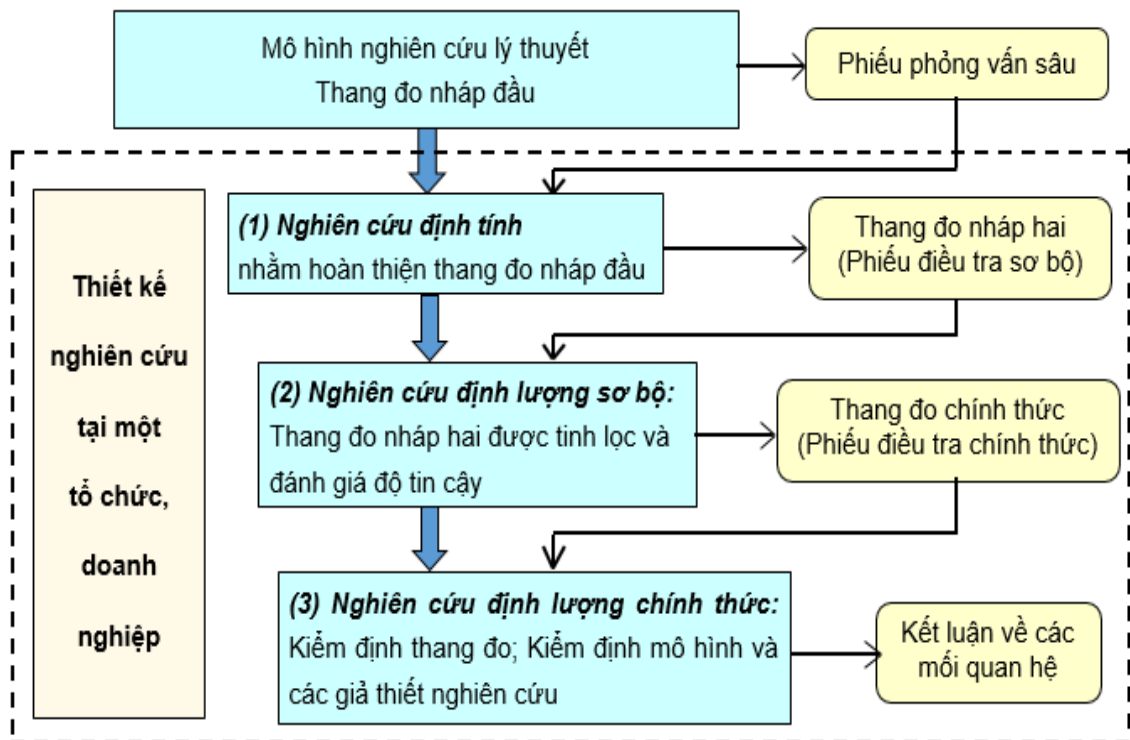 Mô hình nghiên cứu lý thuyết
Thang đo nháp đầu
Phiếu phỏng vấn sâu
Thiết kế
nghiên cứu
tại một
tổ chức,
doanh
nghiệp
(1) Nghiên cứu định tính
nhằm hoàn thiện thang đo nháp đầu
Thang đo nháp hai
(Phiếu điều tra sơ bộ)
(2) Nghiên cứu định lượng sơ bộ:
Thang đo nháp hai được tinh lọc và
đánh giá độ tin cậy
Thang đo chính thức
(Phiếu điều tra chính thức)
(3) Nghiên cứu định lượng chính thức:
Kiểm định thang đo; Kiểm định mô hình và
các giả thiết nghiên cứu
Kết luận về các
mối quan hệ